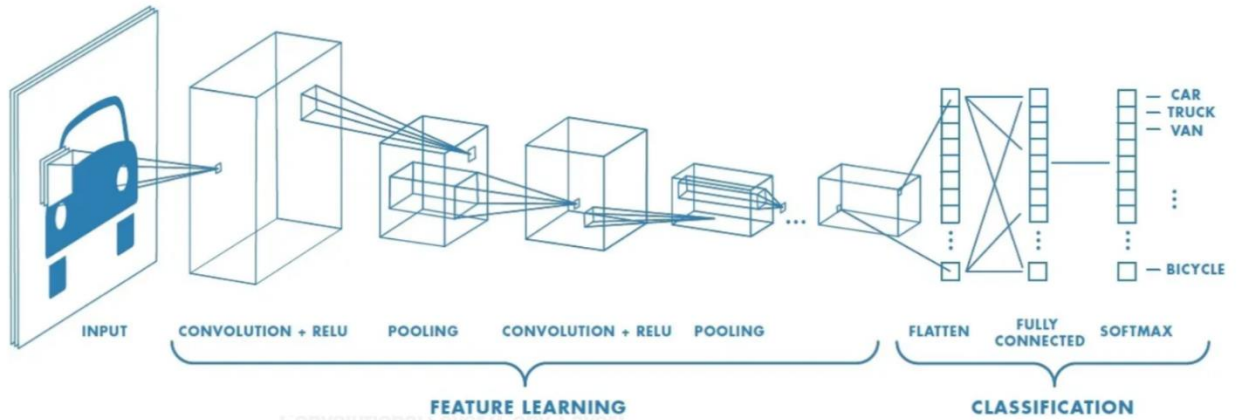 CAR
TRUCK
VAN
BICYCLE
INPUT
CONVOLUTION + RELU
POOLING
CONVOLUTION + RELU
POOLING
FLATTEN
FULLY
CONNECTED
SOFTMAX
FEATURE LEARNING
CLASSIFICATION